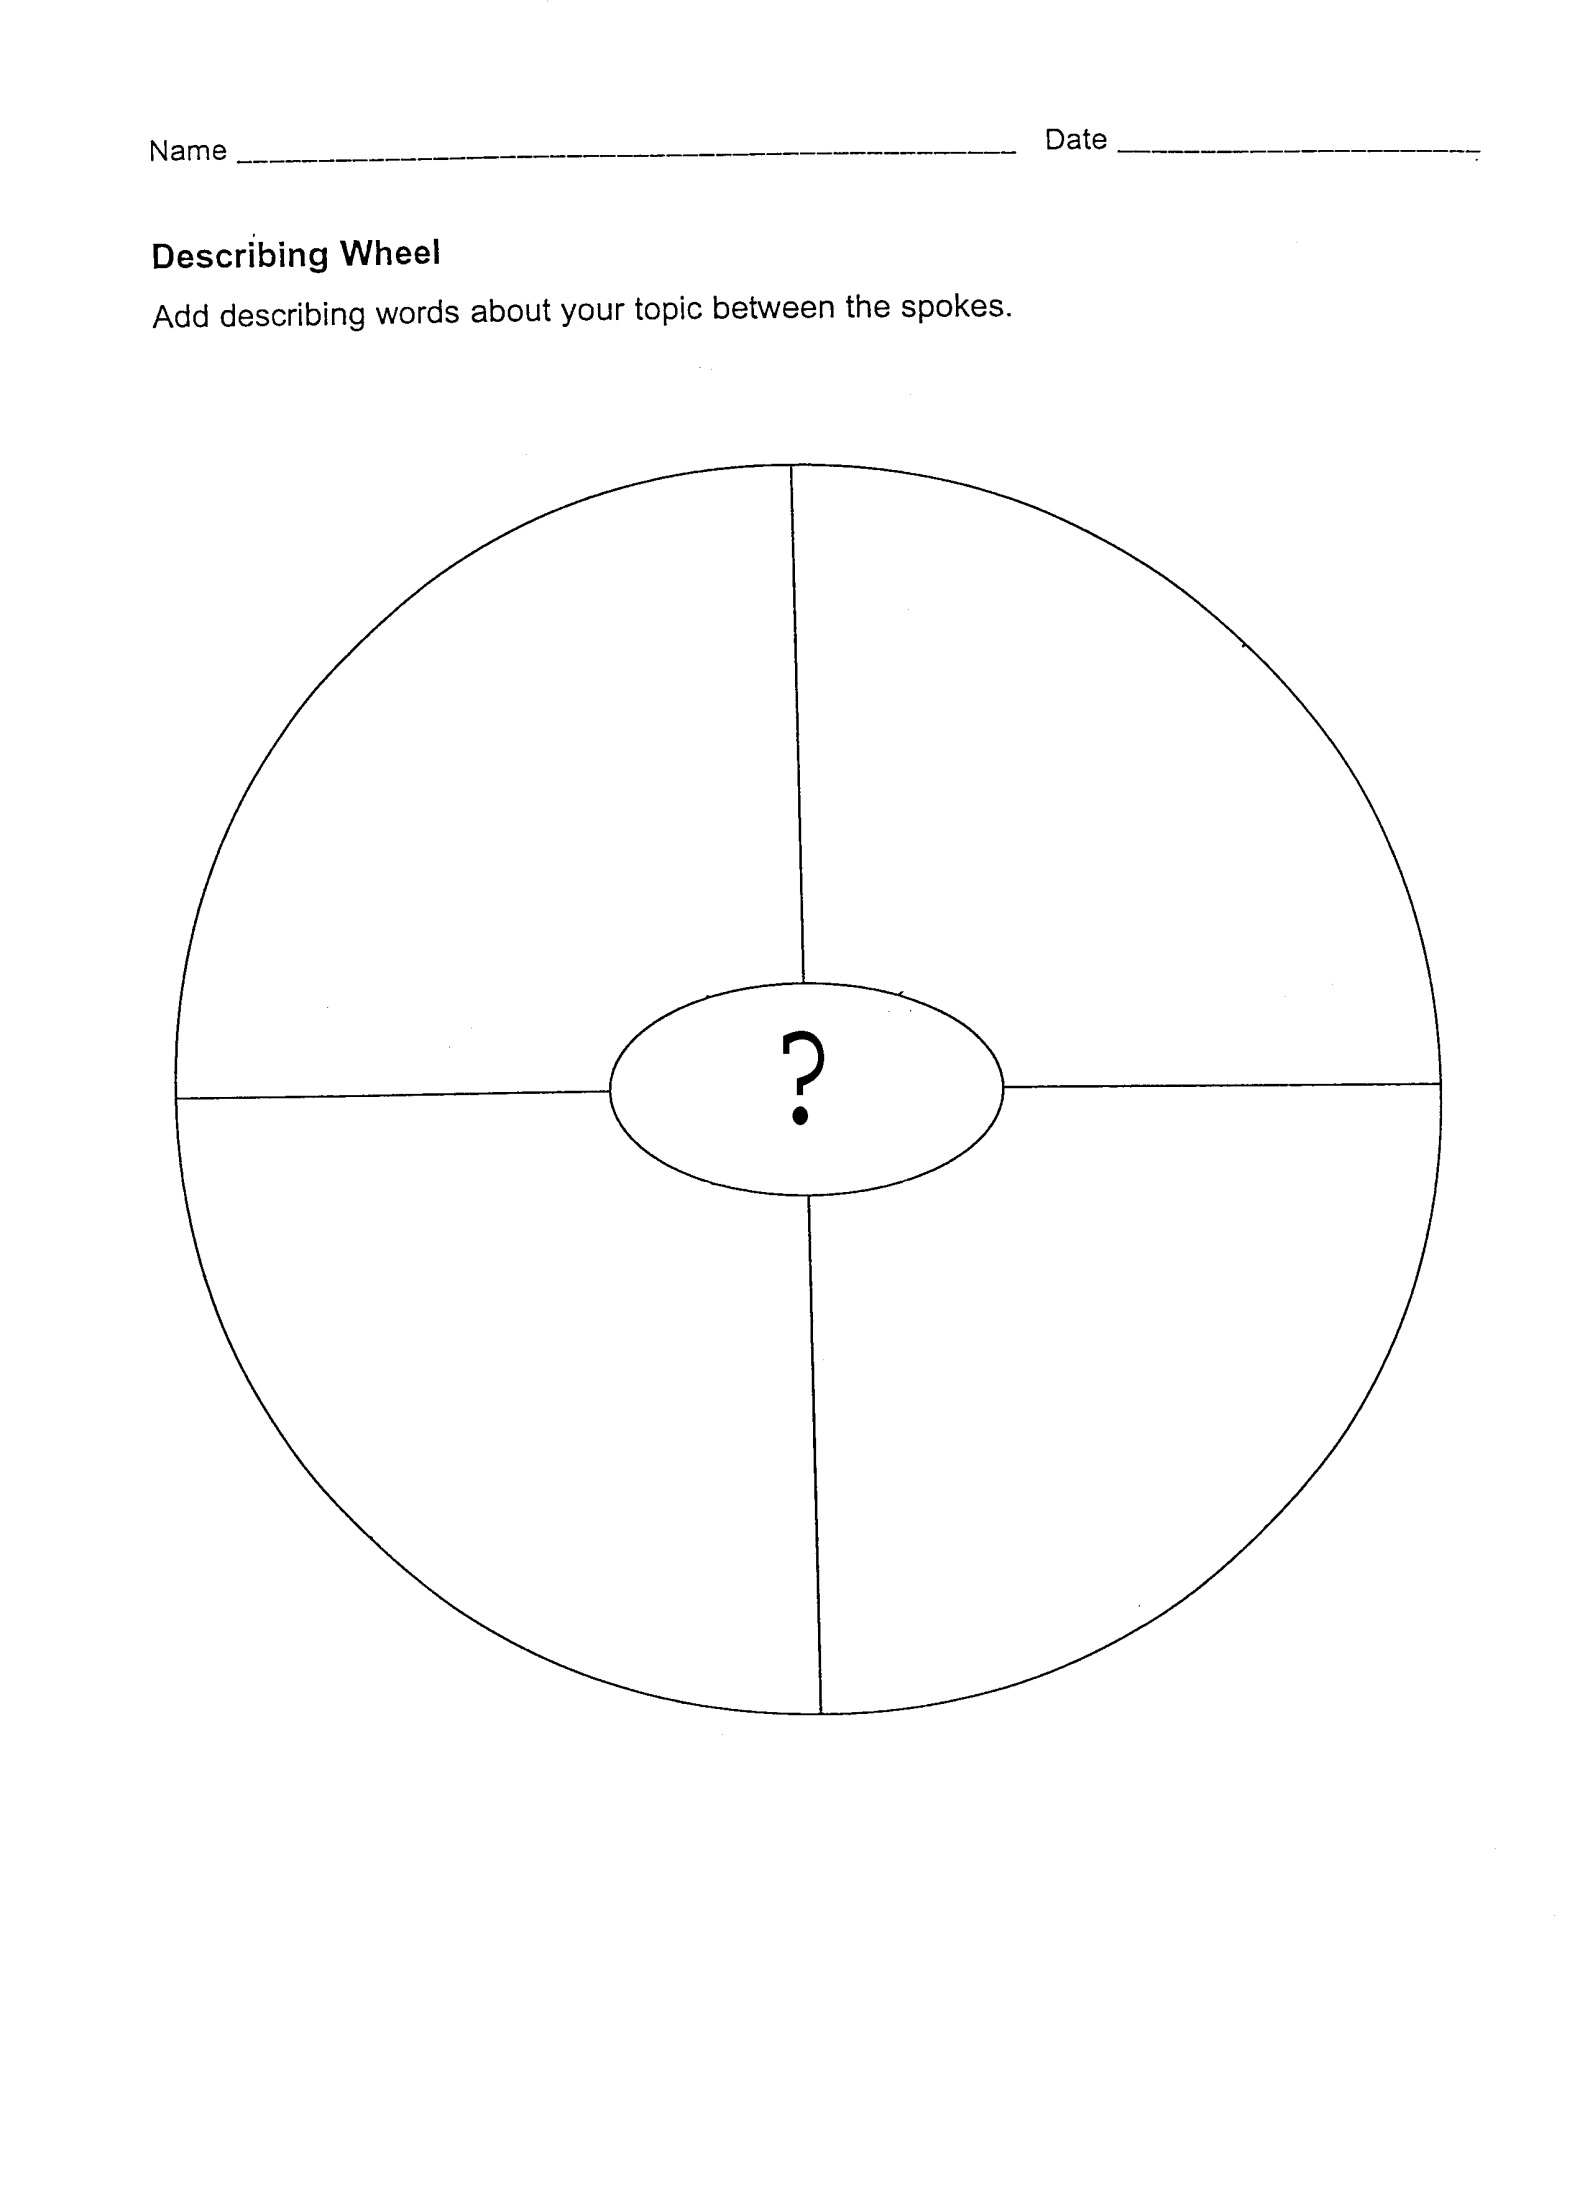 Name
Date
Describing Wheel
Add describing words about your topic between the spokes.
?